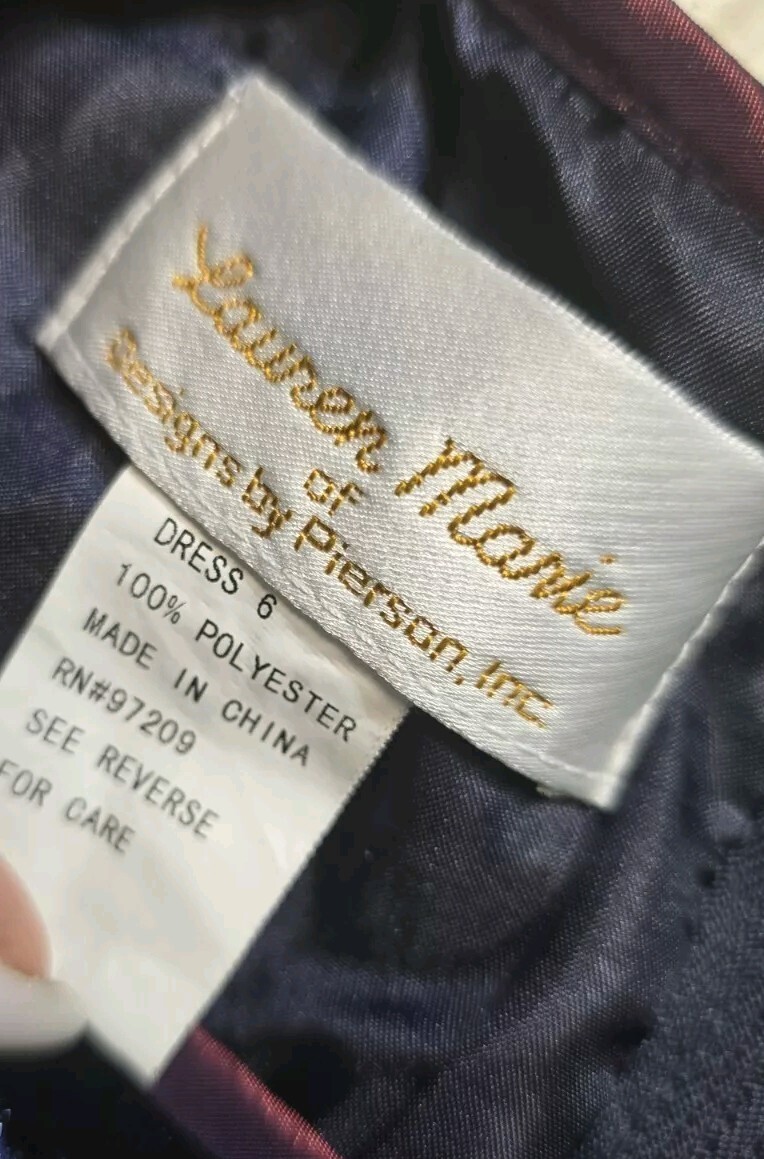 Lauren Marie
of
Designs by Pierson, Inc.
DRESS 6
100% POLYESTER
MADE IN CHINA
RN#97209
SEE REVERSE
FOR CARE